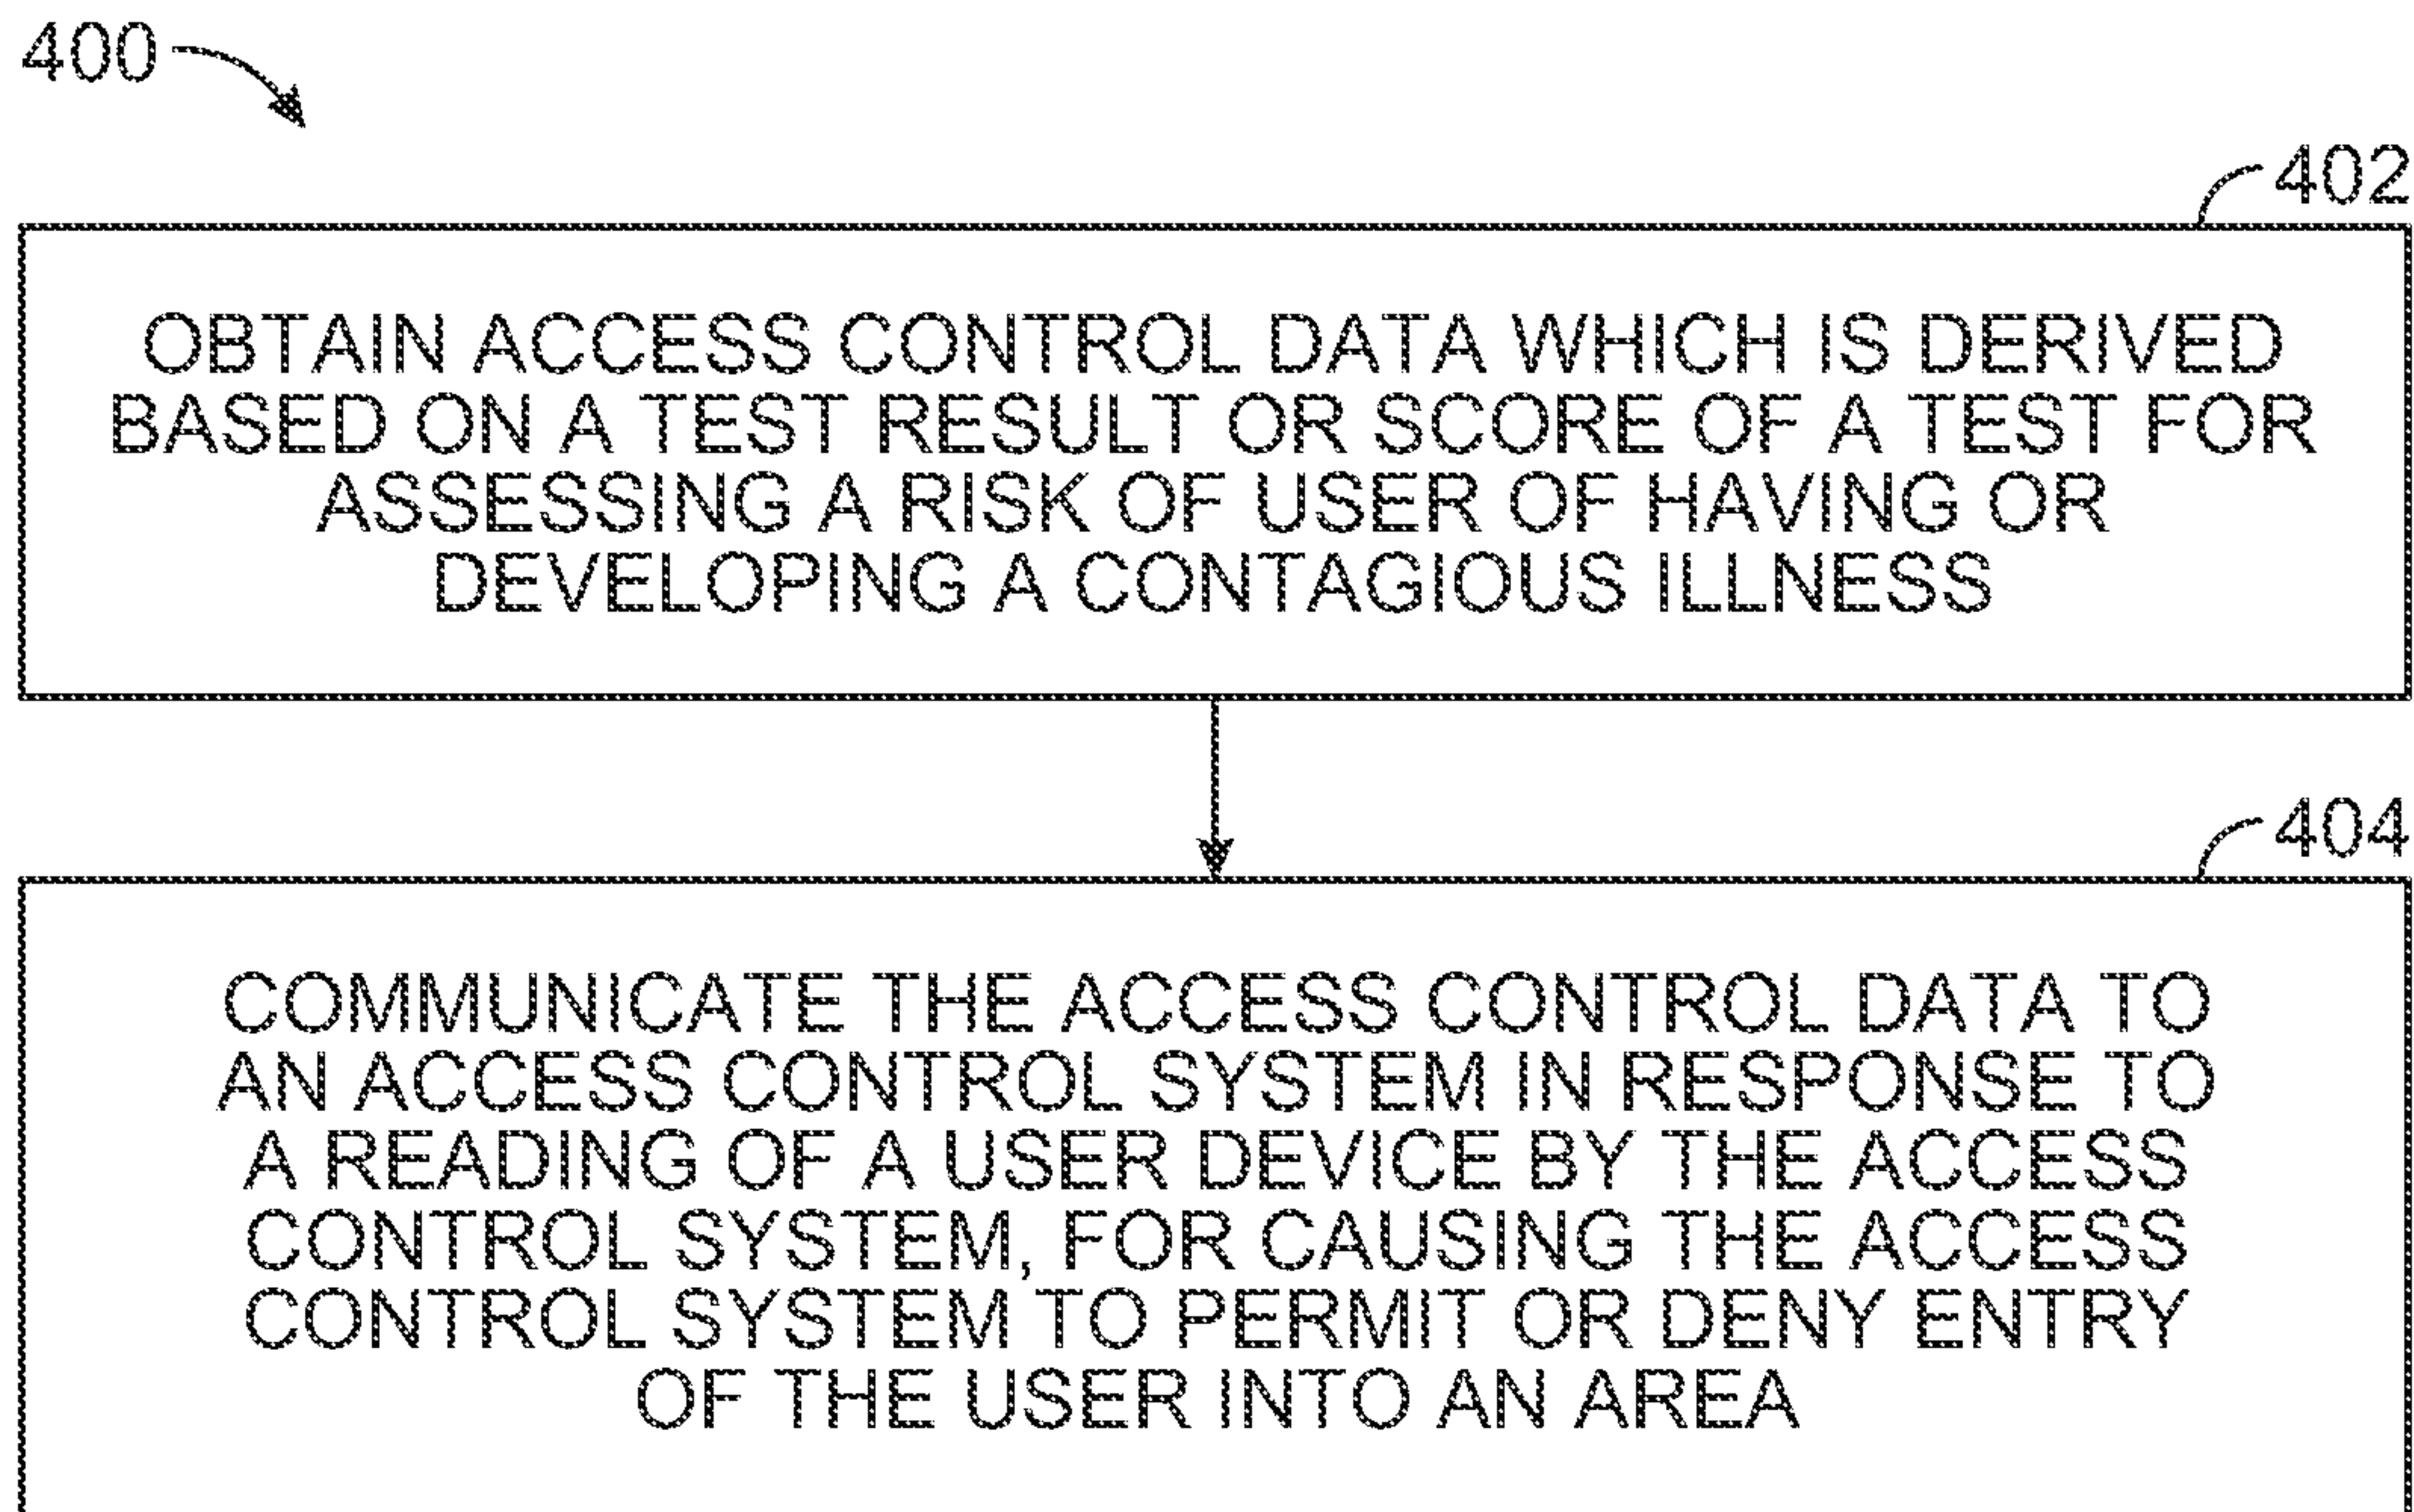 400
402
OBTAIN ACCESS CONTROL DATA WHICH IS DERIVED
BASED ON A TEST RESULT OR SCORE OF A TEST FOR
ASSESSING A RISK OF USER OF HAVING OR
DEVELOPING A CONTAGIOUS ILLNESS
404
COMMUNICATE THE ACCESS CONTROL DATA TO
AN ACCESS CONTROL SYSTEM IN RESPONSE TO
A READING OF A USER DEVICE BY THE ACCESS
CONTROL SYSTEM, FOR CAUSING THE ACCESS
CONTROL SYSTEM TO PERMIT OR DENY ENTRY
OF THE USER INTO AN AREA